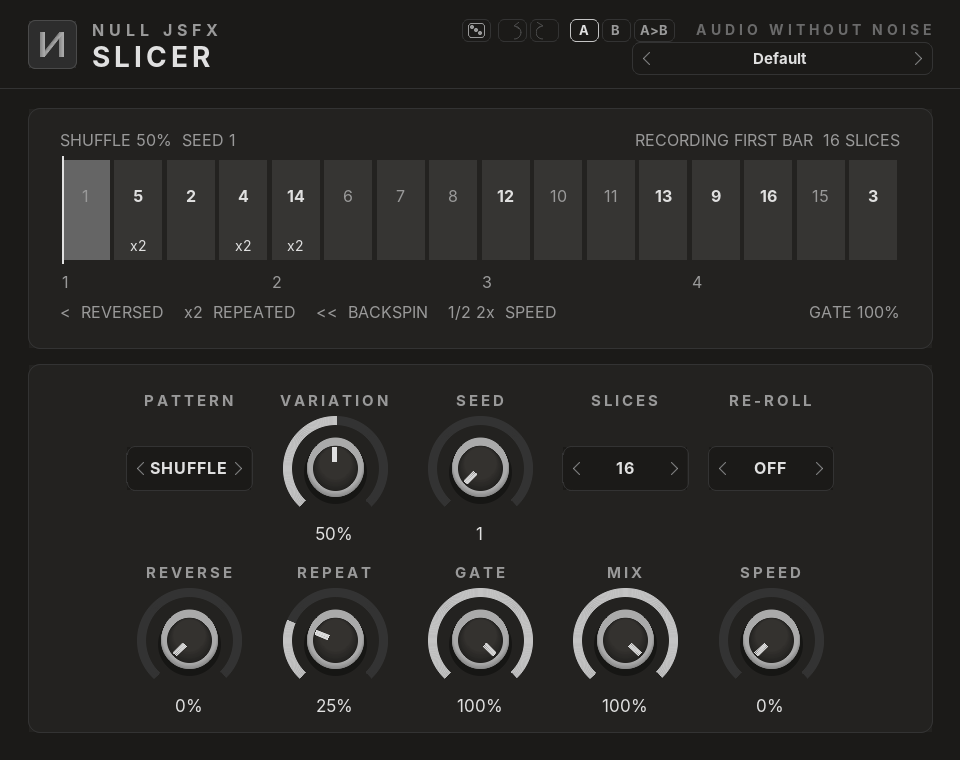 NULL JSFX
A B A>B AUDIO WITHOUT NOISE
SLICER
Default
SHUFFLE 50% SEED 1 RECORDING FIRST BAR 16 SLICES
1 5 2 4 14 6 7 8 12 10 11 13 9 16 15 3
x2 x2 x2
1 2 3 4
< REVERSED x2 REPEATED << BACKSPIN 1/2 2x SPEED GATE 100%
PATTERN VARIATION SEED SLICES RE-ROLL
SHUFFLE 16 OFF
50% 1
REVERSE REPEAT GATE MIX SPEED
0% 25% 100% 100% 0%